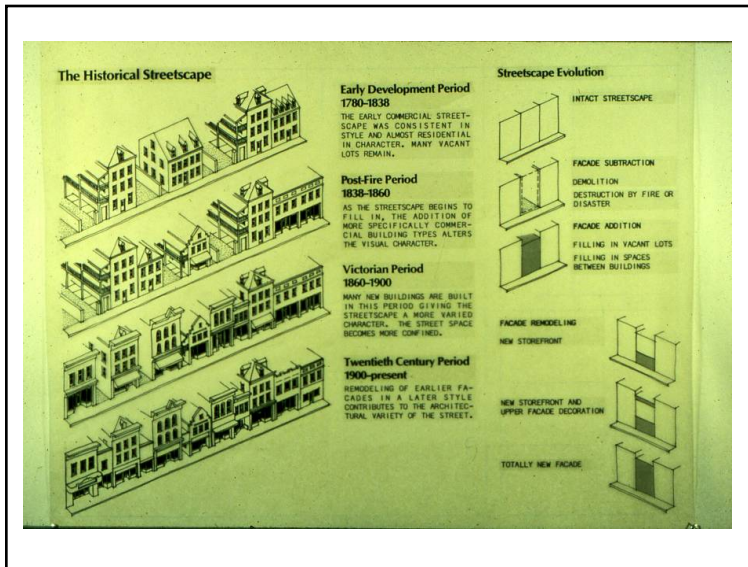 The Historical Streetscape
Early Development Period
1780-1838
THE EARLY COMMERCIAL STREET-
SCAPE WAS CONSISTENT IN
STYLE AND ALMOST RESIDENTIAL
IN CHARACTER. MANY VACANT
LOTS REMAIN.
Post-Fire Period
1838-1860
AS THE STREETSCAPE BEGINS TO
FILL IN, THE ADDITION OF
MORE SPECIFICALLY COMMER-
CIAL BUILDING TYPES ALTERS
THE VISUAL CHARACTER.
Victorian Period
1860-1900
MANY NEW BUILDINGS ARE BUILT
IN THIS PERIOD GIVING THE
STREETSCAPE A MORE VARIED
CHARACTER. THE STREET SPACE
BECOMES MORE CONFINED.
Twentieth Century Period
1900-present
REMODELING OF EARLIER FA-
CADES IN A LATER STYLE
CONTRIBUTES TO THE ARCHITEC-
TURAL VARIETY OF THE STREET.
Streetscape Evolution
INTACT STREETSCAPE
FACADE SUBTRACTION
DEMOLITION
DESTRUCTION BY FIRE OR
DISASTER
FACADE ADDITION
FILLING IN VACANT LOTS
FILLING IN SPACES
BETWEEN BUILDINGS
FACADE REMODELING
NEW STOREFRONT
NEW STOREFRONT AND
UPPER FACADE DECORATION
TOTALLY NEW FACADE